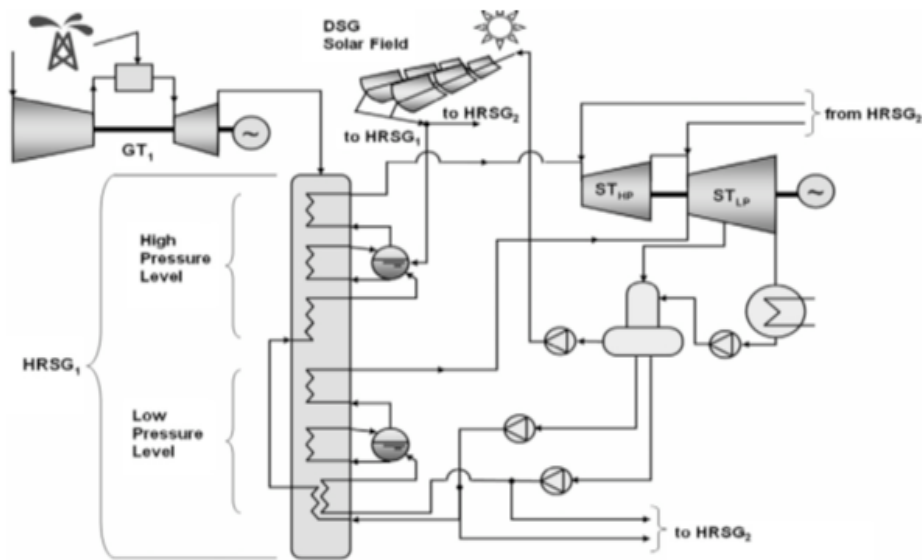 DSG
Solar Field
GT1
to HRSG1
to HRSG2
from HRSG2
STHP
STLP
~
~
High
Pressure
Level
HRSG1
Low
Pressure
Level
to HRSG2